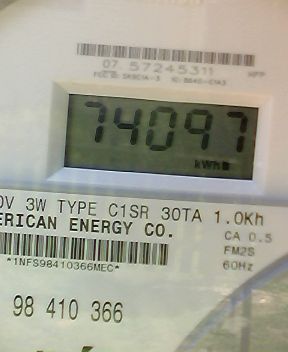 07 57245311
74097
kWh
0V 3W TYPE C1SR 30TA 1.0Kh
ERICAN ENERGY CO.
CA 0.5
FM2S
*1NFS98410366MEC*
60Hz
98 410 366